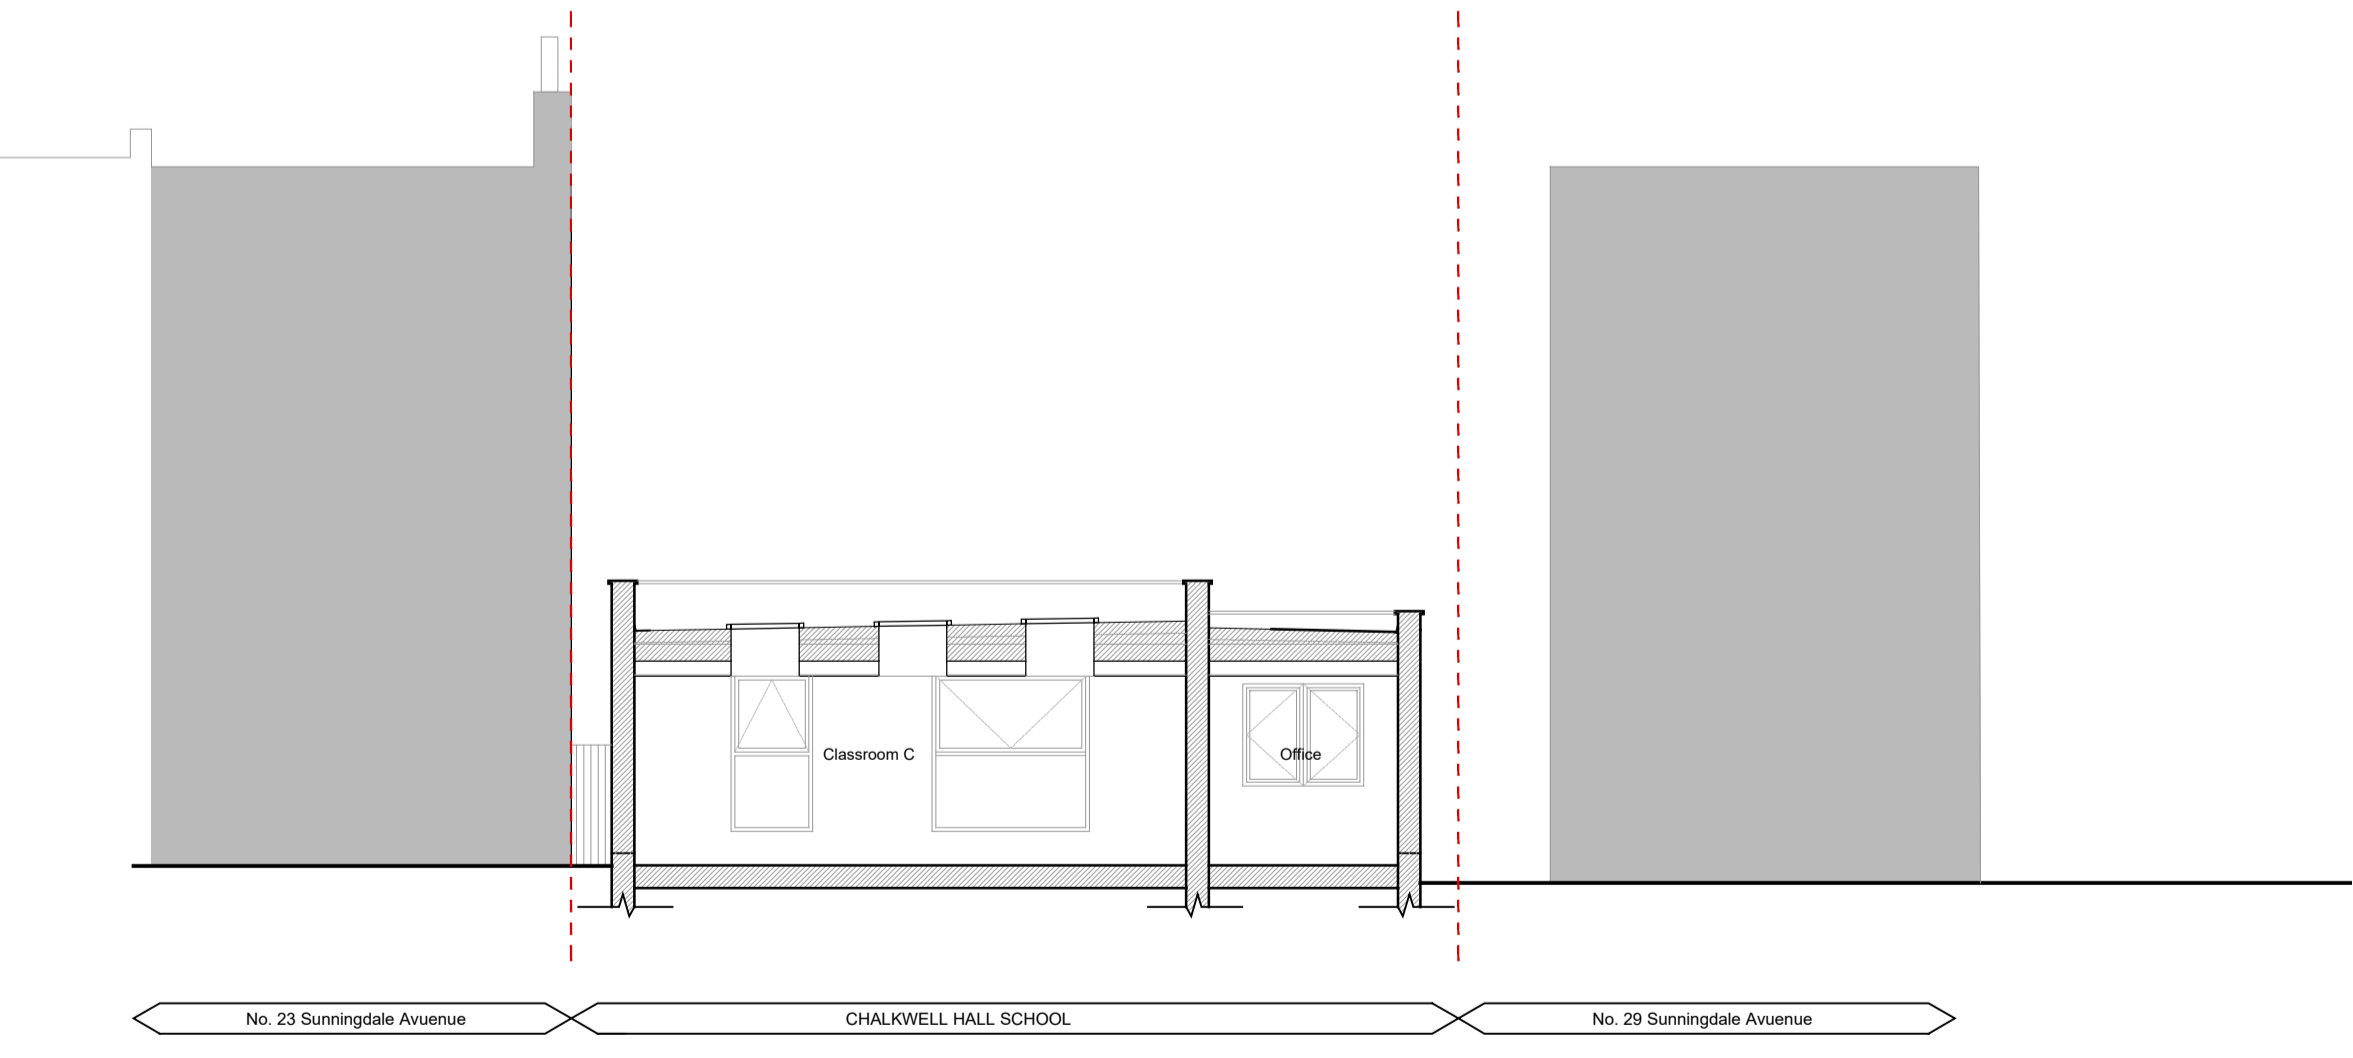 Classroom C
Office
No. 23 Sunningdale Avuenue
CHALKWELL HALL SCHOOL
No. 29 Sunningdale Avuenue